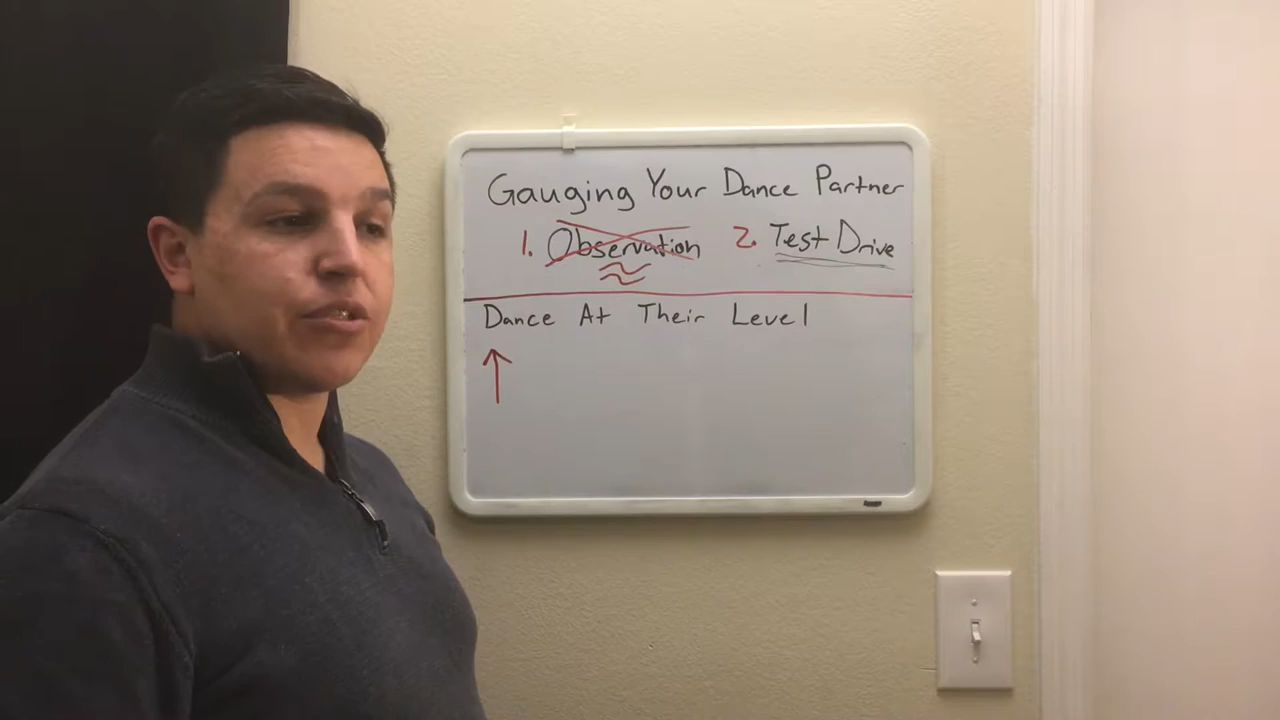 Gauging Your Dance Partner
1. Observation 2. Test Drive
Dance At Their Level